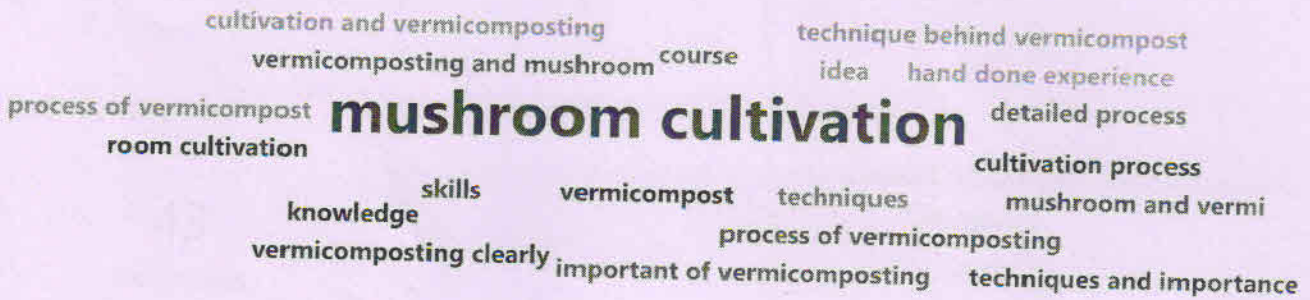 cultivation and vermicomposting
technique behind vermicompost
vermicomposting and mushroom
course
idea
hand done experience
process of vermicompost
mushroom cultivation
detailed process
room cultivation
cultivation process
skills
vermicompost
techniques
mushroom and vermi
knowledge
process of vermicomposting
vermicomposting clearly
important of vermicomposting
techniques and importance